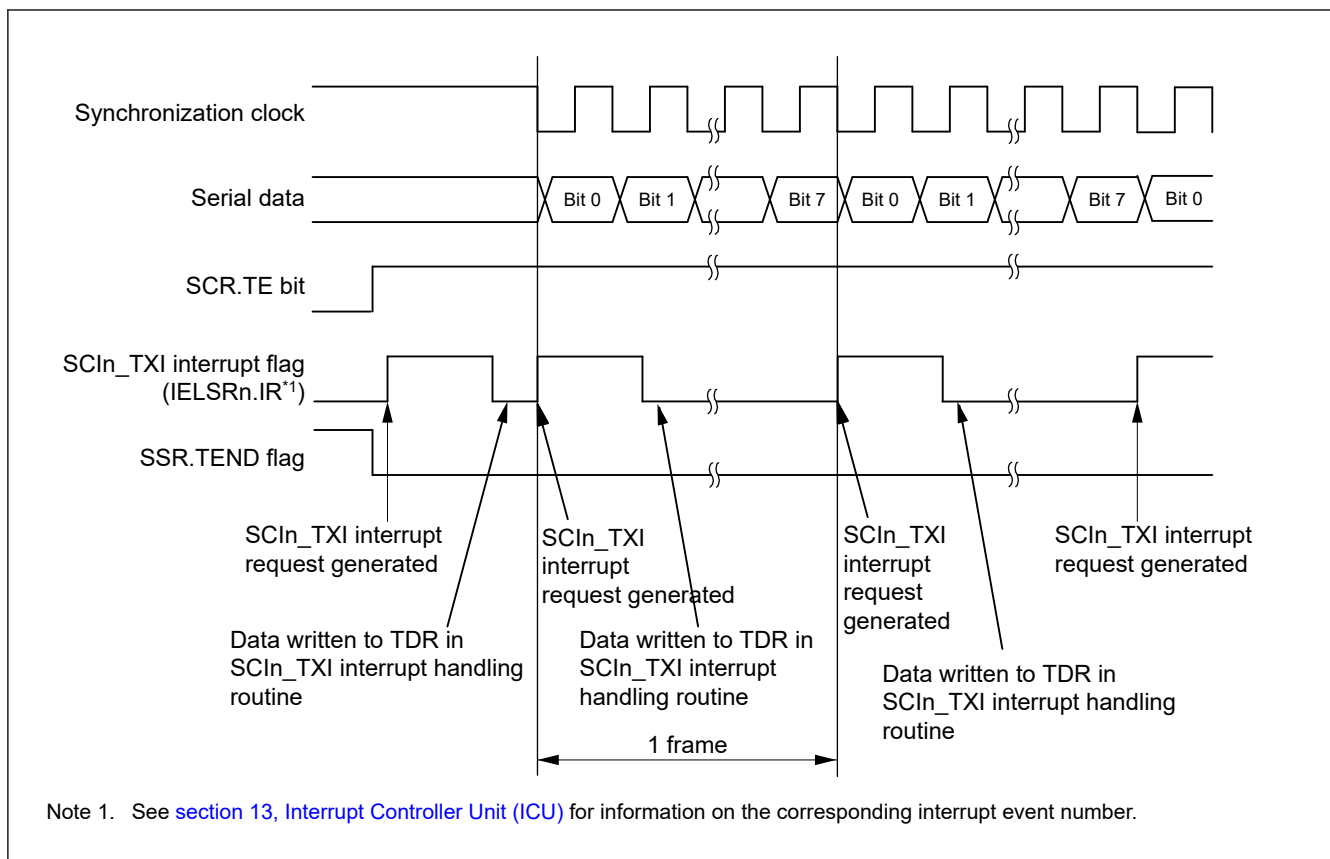 Synchronization clock
Serial data
Bit 0 Bit 1 Bit 7 Bit 0 Bit 1 Bit 7 Bit 0
SCR.TE bit
SCIn_TXI interrupt flag
(IELSRn.IR*1)
SSR.TEND flag
SCIn_TXI interrupt
request generated
SCIn_TXI
interrupt
request generated
SCIn_TXI
interrupt
request
generated
SCIn_TXI interrupt
request generated
Data written to TDR in
SCIn_TXI interrupt handling
routine
Data written to TDR in
SCIn_TXI interrupt
handling routine
Data written to TDR in
SCIn_TXI interrupt handling
routine
1 frame
Note 1. See section 13, Interrupt Controller Unit (ICU) for information on the corresponding interrupt event number.